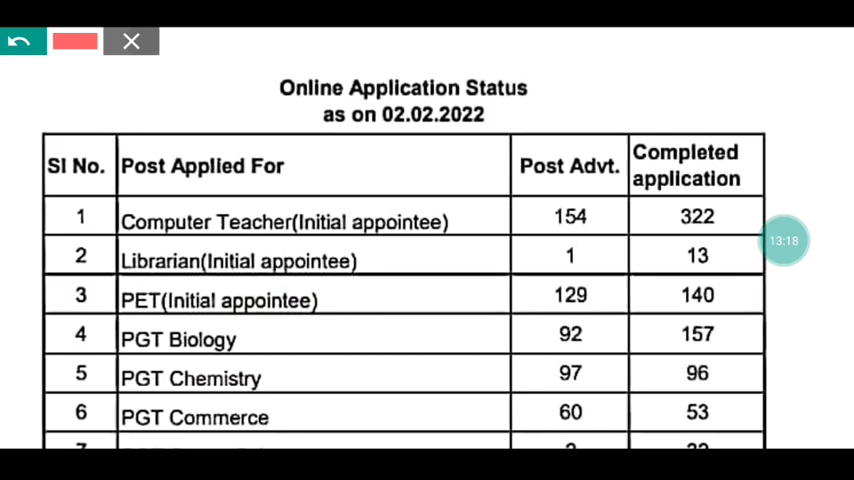 Online Application Status
as on 02.02.2022
Sl No. Post Applied For Post Advt. Completed application
1 Computer Teacher(Initial appointee) 154 322
2 Librarian(Initial appointee) 1 13
3 PET(Initial appointee) 129 140
4 PGT Biology 92 157
5 PGT Chemistry 97 96
6 PGT Commerce 60 53
13:18